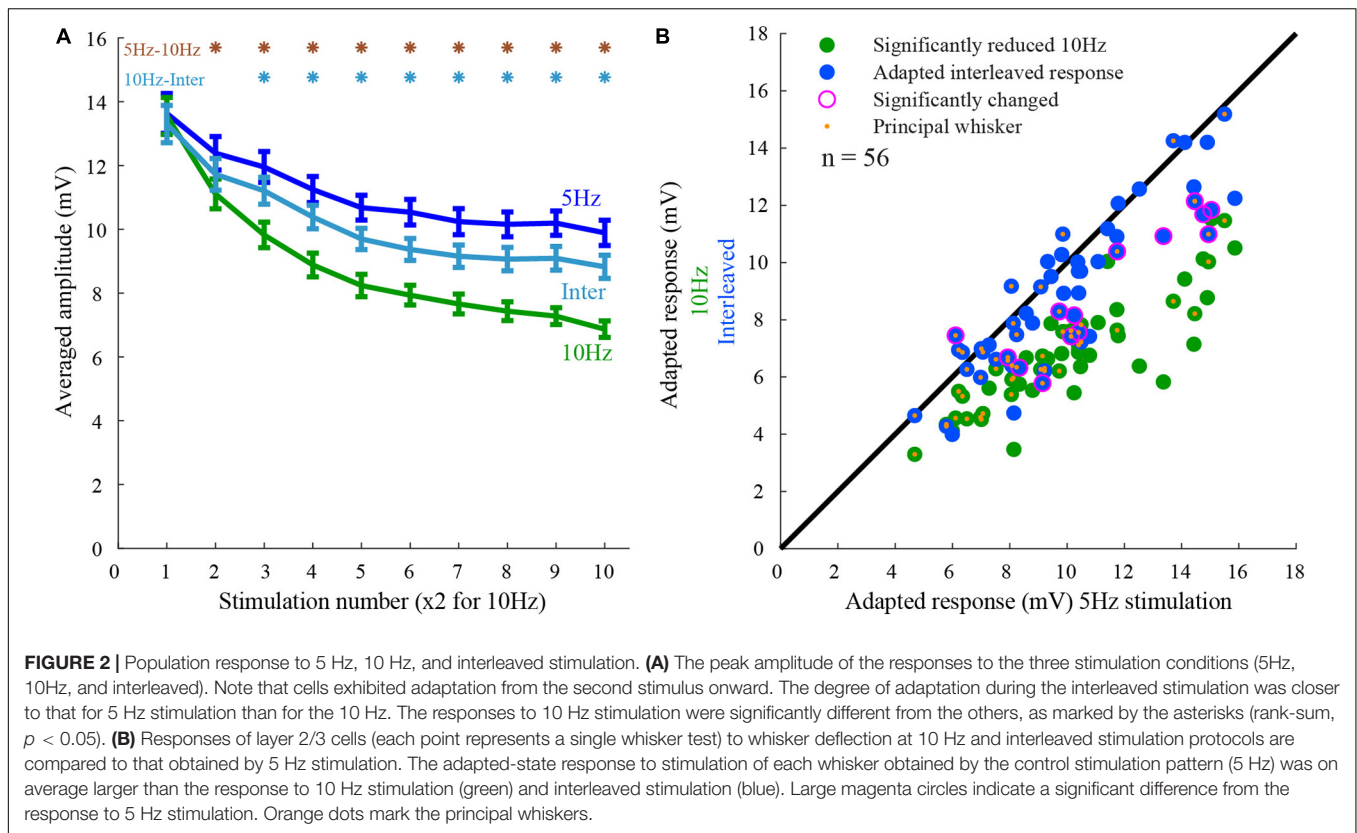 A
16
14
12
10
8
6
4
2
0
Averaged amplitude (mV)
5Hz-10Hz * * * * * * * * *
10Hz-Inter * * * * * * * *
5Hz
Inter
10Hz
0 1 2 3 4 5 6 7 8 9 10
Stimulation number (x2 for 10Hz)
B
18
16
14
12
10
8
6
4
2
0
10Hz
Interleaved
Adapted response (mV)
Significantly reduced 10Hz
Adapted interleaved response
Significantly changed
Principal whisker
n = 56
0 2 4 6 8 10 12 14 16 18
Adapted response (mV) 5Hz stimulation
FIGURE 2 | Population response to 5 Hz, 10 Hz, and interleaved stimulation. (A) The peak amplitude of the responses to the three stimulation conditions (5Hz,
10Hz, and interleaved). Note that cells exhibited adaptation from the second stimulus onward. The degree of adaptation during the interleaved stimulation was closer
to that for 5 Hz stimulation than for the 10 Hz. The responses to 10 Hz stimulation were significantly different from the others, as marked by the asterisks (rank-sum,
p < 0.05). (B) Responses of layer 2/3 cells (each point represents a single whisker test) to whisker deflection at 10 Hz and interleaved stimulation protocols are
compared to that obtained by 5 Hz stimulation. The adapted-state response to stimulation of each whisker obtained by the control stimulation pattern (5 Hz) was on
average larger than the response to 10 Hz stimulation (green) and interleaved stimulation (blue). Large magenta circles indicate a significant difference from the
response to 5 Hz stimulation. Orange dots mark the principal whiskers.